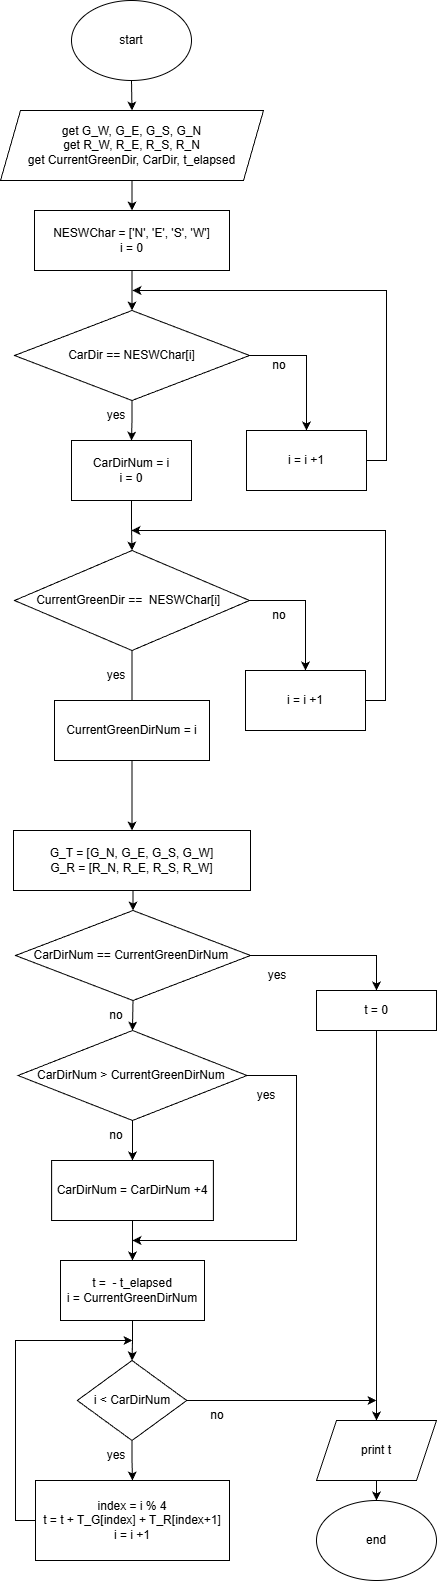 start
get G_W, G_E, G_S, G_N
get R_W, R_E, R_S, R_N
get CurrentGreenDir, CarDir, t_elapsed
NESWChar = ['N', 'E', 'S', 'W']
i = 0
CarDir == NESWChar[i]
no
yes
i = i +1
CarDirNum = i
i = 0
CurrentGreenDir == NESWChar[i]
no
yes
i = i +1
CurrentGreenDirNum = i
G_T = [G_N, G_E, G_S, G_W]
G_R = [R_N, R_E, R_S, R_W]
CarDirNum == CurrentGreenDirNum
yes
t = 0
no
CarDirNum > CurrentGreenDirNum
yes
no
CarDirNum = CarDirNum +4
t = - t_elapsed
i = CurrentGreenDirNum
i < CarDirNum
no
yes
print t
index = i % 4
t = t + T_G[index] + T_R[index+1]
i = i +1
end